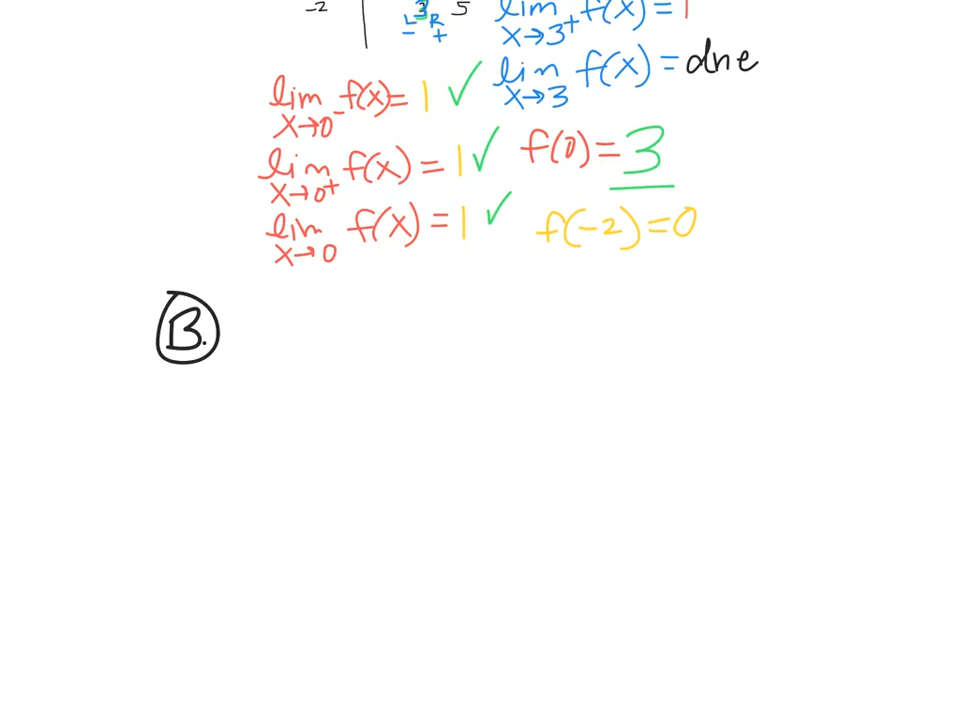 -2 3 5 lim f(x) = 1
L R x→3⁺
- +
lim f(x) = dne
x→3
lim f(x) = 1 ✓
x→0⁻
lim f(x) = 1 ✓ f(0) = 3
x→0⁺
lim f(x) = 1 ✓ f(-2) = 0
x→0
B.